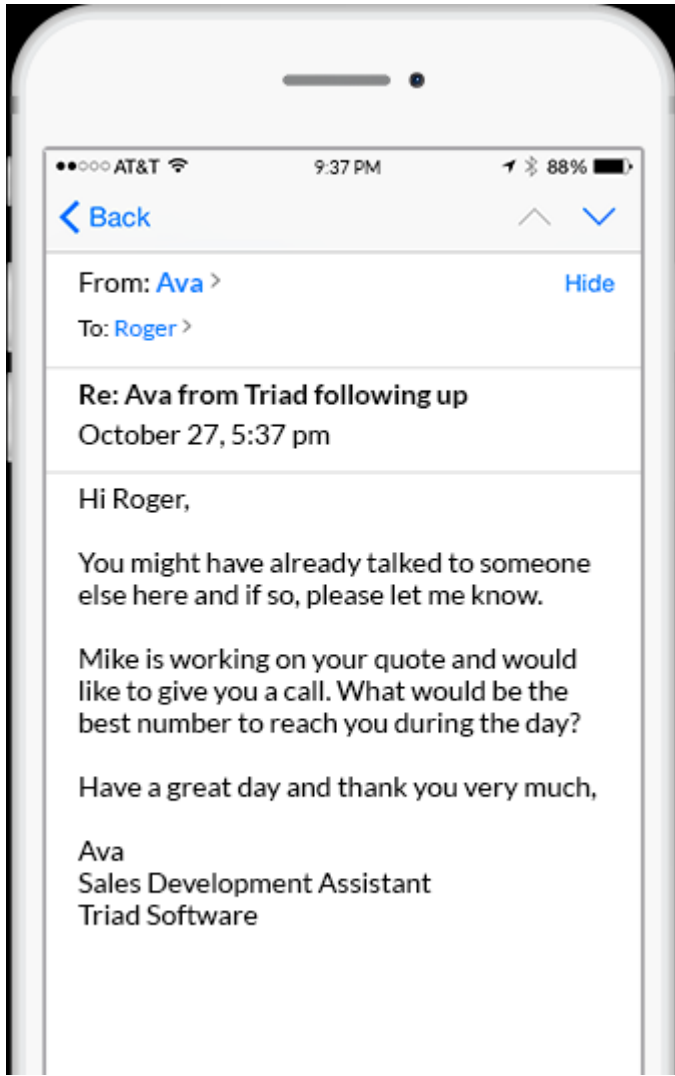 AT&T 9:37 PM 88%
Back
From: Ava > Hide
To: Roger >
Re: Ava from Triad following up
October 27, 5:37 pm
Hi Roger,
You might have already talked to someone
else here and if so, please let me know.
Mike is working on your quote and would
like to give you a call. What would be the
best number to reach you during the day?
Have a great day and thank you very much,
Ava
Sales Development Assistant
Triad Software